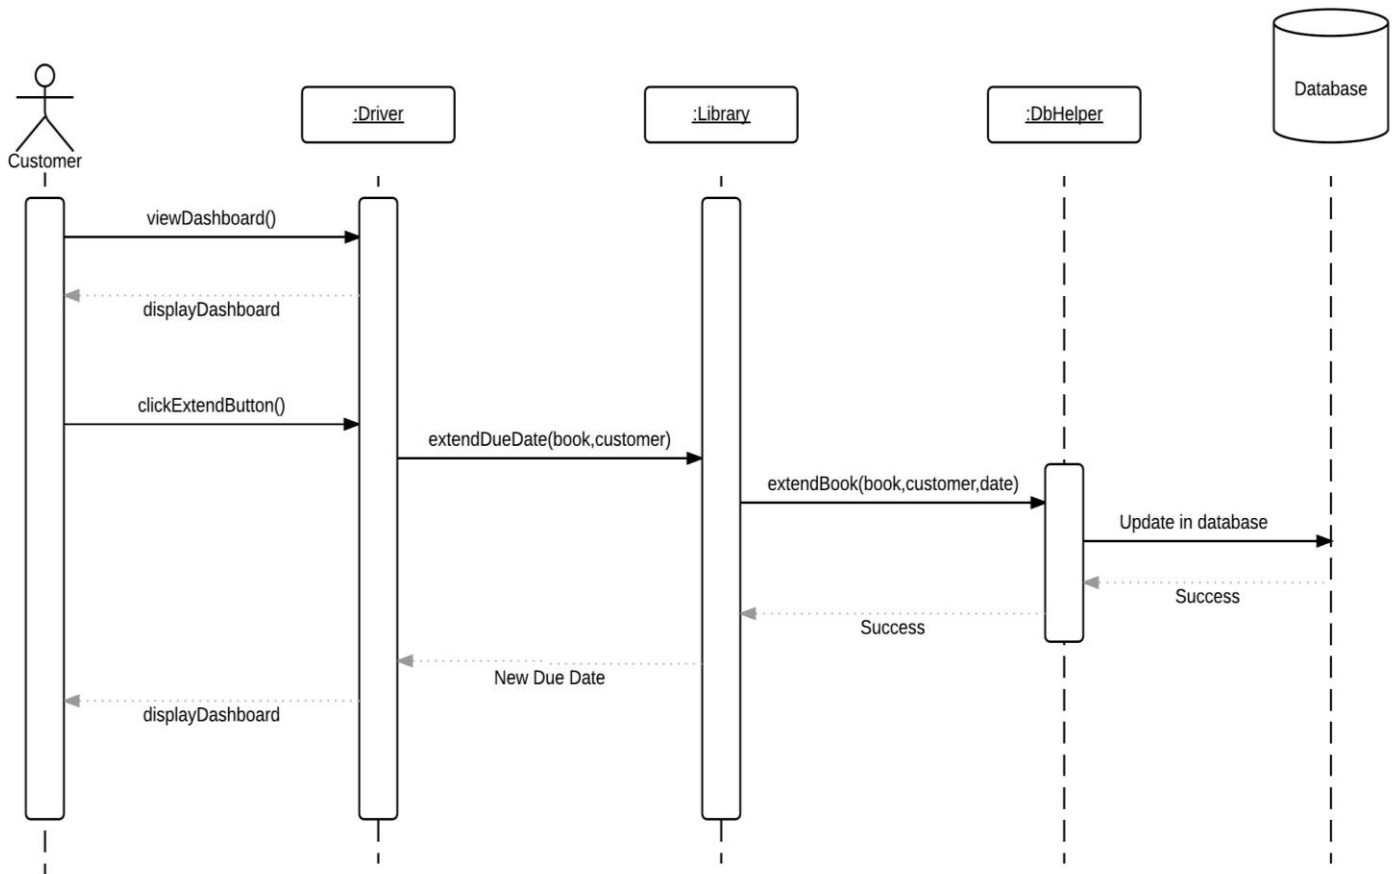 Customer
:Driver
:Library
:DbHelper
Database
viewDashboard()
displayDashboard
clickExtendButton()
extendDueDate(book,customer)
extendBook(book,customer,date)
Update in database
Success
Success
New Due Date
displayDashboard